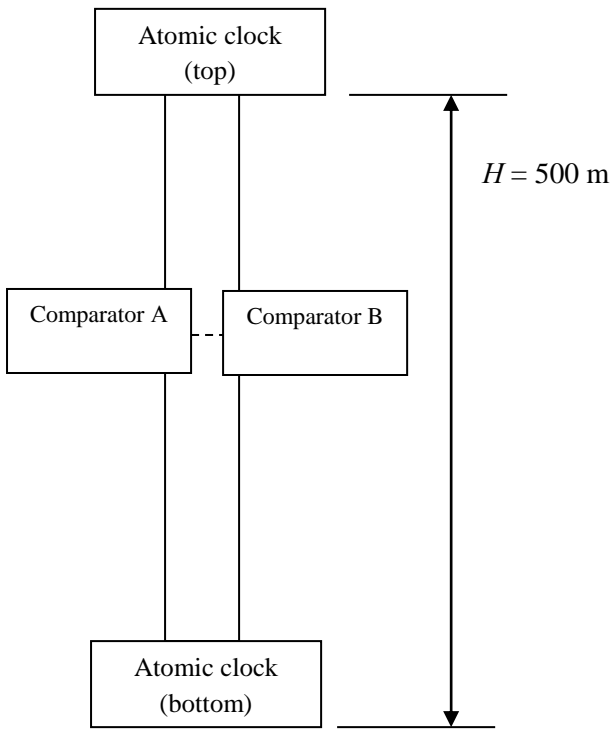 Atomic clock
(top)
H = 500 m
Comparator A
Comparator B
Atomic clock
(bottom)